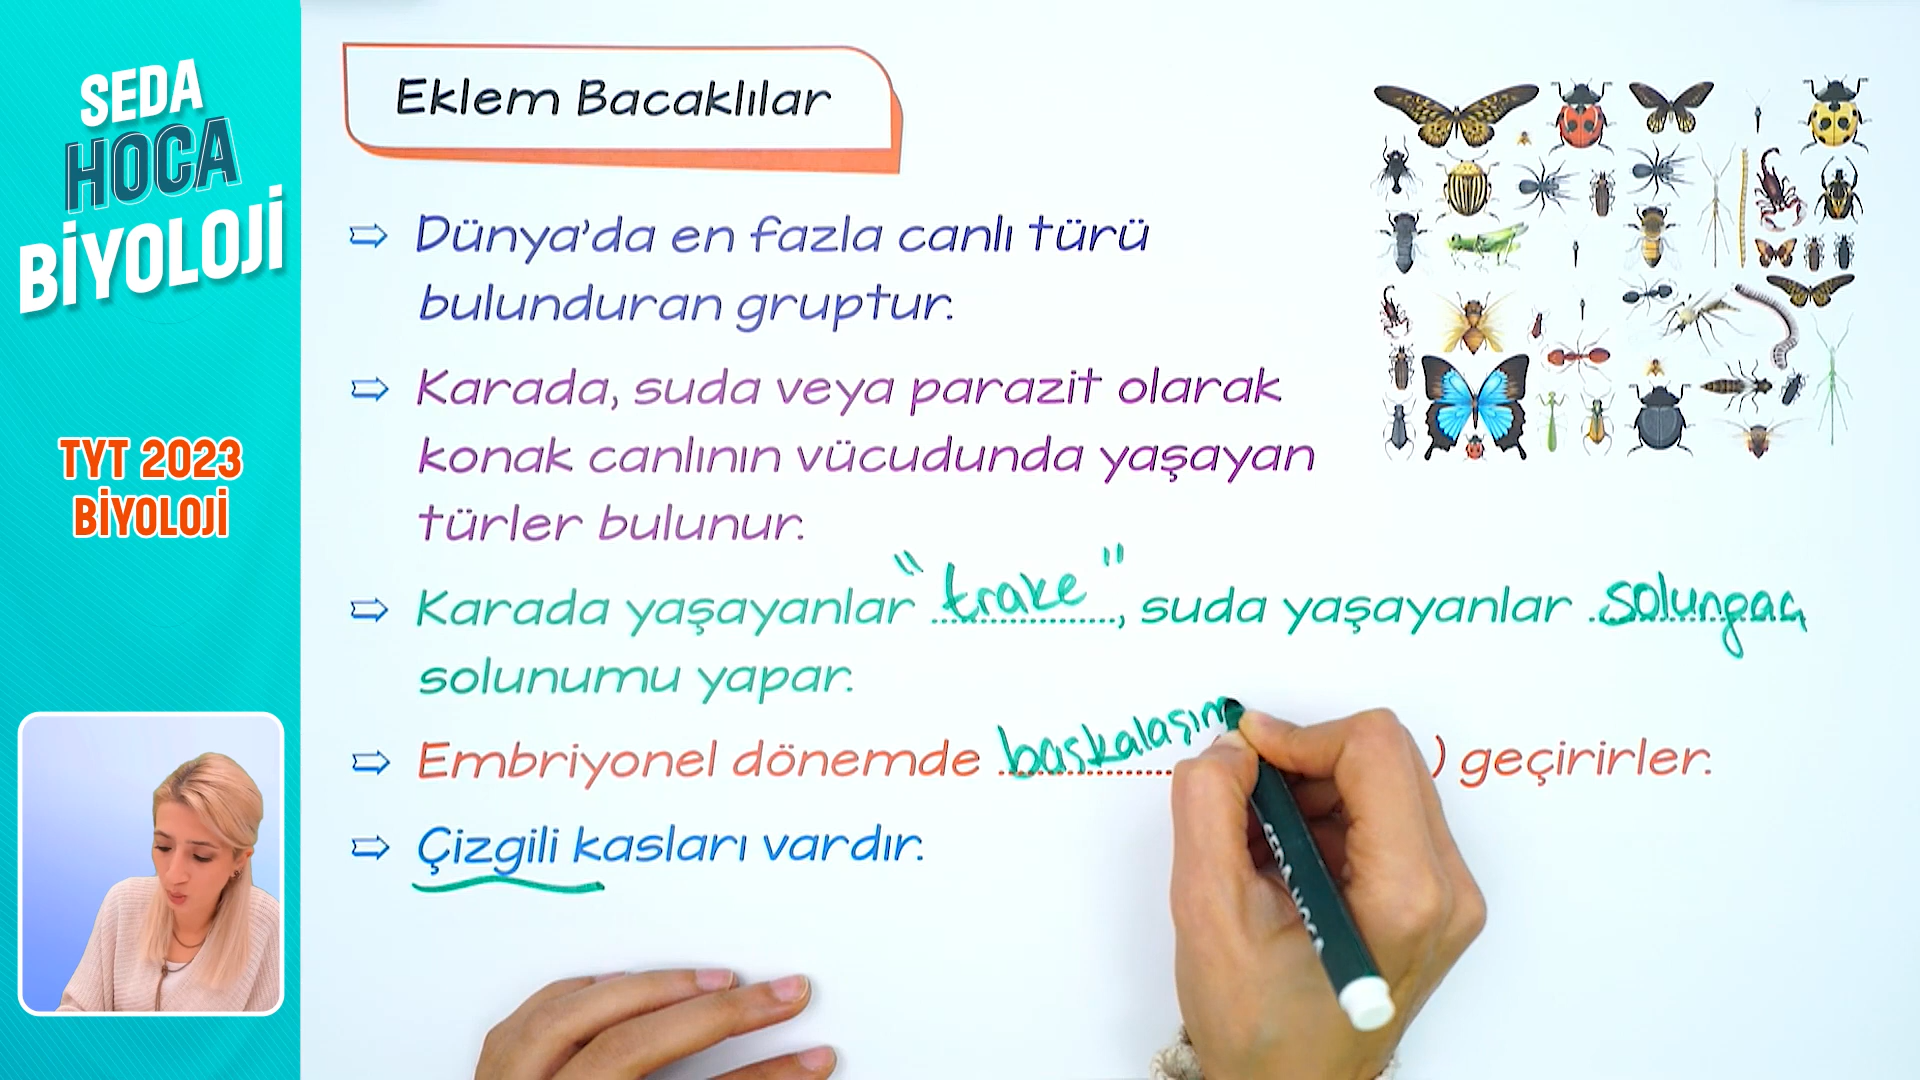 SEDA
HOCA
BİYOLOJİ
TYT 2023
BİYOLOJİ
Eklem Bacaklılar
⇨ Dünya'da en fazla canlı türü
bulunduran gruptur.
⇨ Karada, suda veya parazit olarak
konak canlının vücudunda yaşayan
türler bulunur.
⇨ Karada yaşayanlar "trake", suda yaşayanlar solungaç
solunumu yapar.
⇨ Embriyonel dönemde başkalaşım ) geçirirler.
⇨ Çizgili kasları vardır.
SEDA HOCA